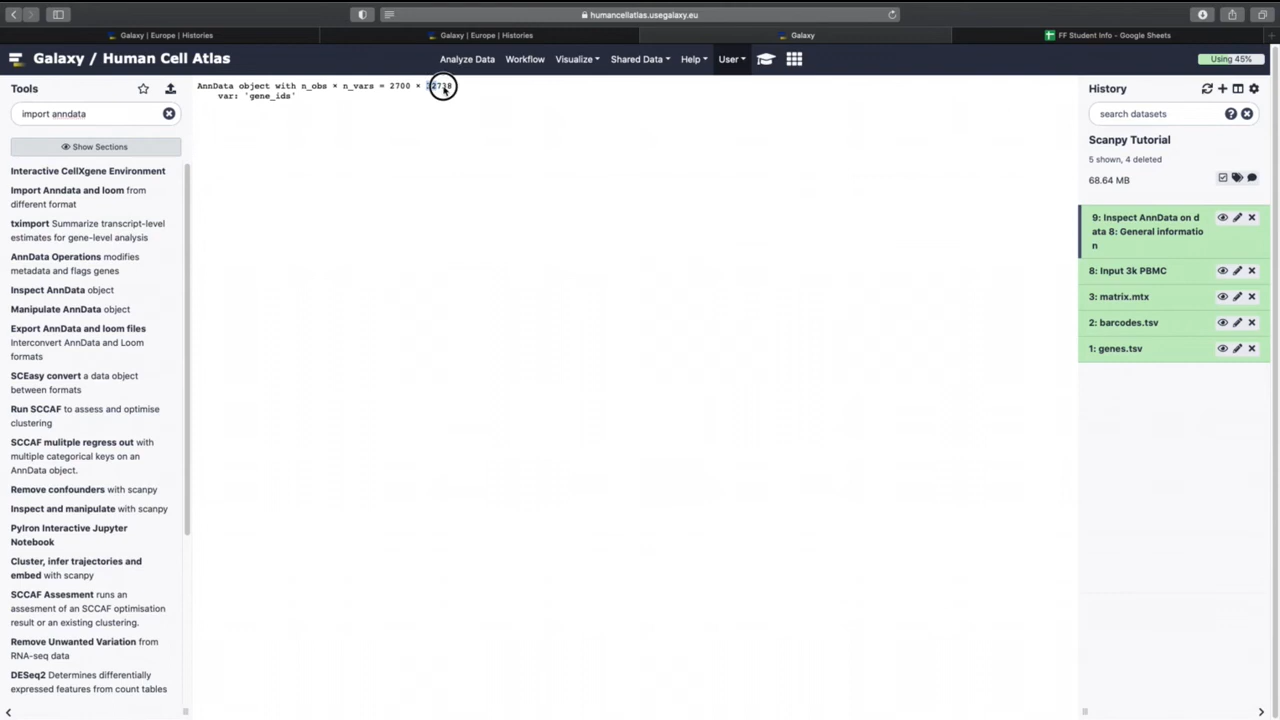 humancellatlas.usegalaxy.eu
Galaxy | Europe | Histories
Galaxy | Europe | Histories
Galaxy
FF Student Info - Google Sheets
Galaxy / Human Cell Atlas
Analyze Data
Workflow
Visualize
Shared Data
Help
User
Using 45%
Tools
import anndata
Show Sections
Interactive CellXgene Environment
Import Anndata and loom from
different format
tximport Summarize transcript-level
estimates for gene-level analysis
AnnData Operations modifies
metadata and flags genes
Inspect AnnData object
Manipulate AnnData object
Export AnnData and loom files
Interconvert AnnData and Loom
formats
SCEasy convert a data object
between formats
Run SCCAF to assess and optimise
clustering
SCCAF mulitple regress out with
multiple categorical keys on an
AnnData object.
Remove confounders with scanpy
Inspect and manipulate with scanpy
PyIron Interactive Jupyter
Notebook
Cluster, infer trajectories and
embed with scanpy
SCCAF Assesment runs an
assesment of an SCCAF optimisation
result or an existing clustering.
Remove Unwanted Variation from
RNA-seq data
DESeq2 Determines differentially
expressed features from count tables
AnnData object with n_obs × n_vars = 2700 ×
var: 'gene_ids'
History
search datasets
Scanpy Tutorial
5 shown, 4 deleted
68.64 MB
9: Inspect AnnData on d
ata 8: General informatio
n
8: Input 3k PBMC
3: matrix.mtx
2: barcodes.tsv
1: genes.tsv